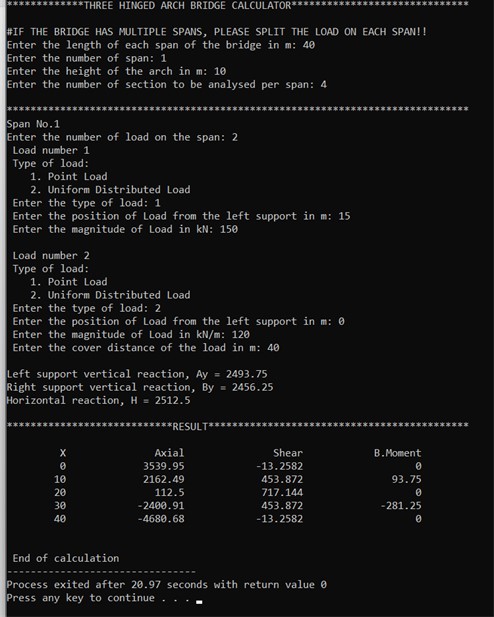 *************THREE HINGED ARCH BRIDGE CALCULATOR******************************
#IF THE BRIDGE HAS MULTIPLE SPANS, PLEASE SPLIT THE LOAD ON EACH SPAN!!
Enter the length of each span of the bridge in m: 40
Enter the number of span: 1
Enter the height of the arch in m: 10
Enter the number of section to be analysed per span: 4
******************************************************************************
Span No.1
Enter the number of load on the span: 2
Load number 1
Type of load:
1. Point Load
2. Uniform Distributed Load
Enter the type of load: 1
Enter the position of Load from the left support in m: 15
Enter the magnitude of Load in kN: 150
Load number 2
Type of load:
1. Point Load
2. Uniform Distributed Load
Enter the type of load: 2
Enter the position of Load from the left support in m: 0
Enter the magnitude of Load in kN/m: 120
Enter the cover distance of the load in m: 40
Left support vertical reaction, Ay = 2493.75
Right support vertical reaction, By = 2456.25
Horizontal reaction, H = 2512.5
****************************RESULT********************************************
X Axial Shear B.Moment
0 3539.95 -13.2582 0
10 2162.49 453.872 93.75
20 112.5 717.144 0
30 -2400.91 453.872 -281.25
40 -4680.68 -13.2582 0
End of calculation
--------------------------------
Process exited after 20.97 seconds with return value 0
Press any key to continue . . .